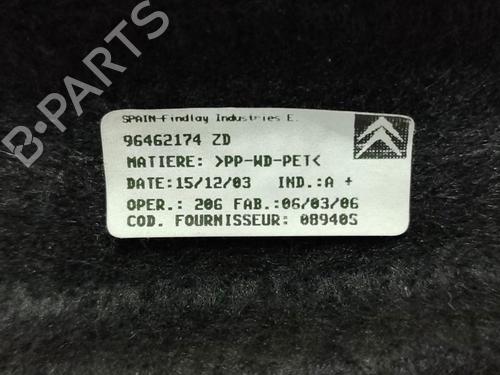 B-PARTS
SPAIN-Findlay Industries E.
96462174 ZD
MATIERE: >PP-WD-PET<
DATE:15/12/03 IND.:A +
OPER.: 206 FAB.:06/03/06
COD. FOURNISSEUR: 08940S